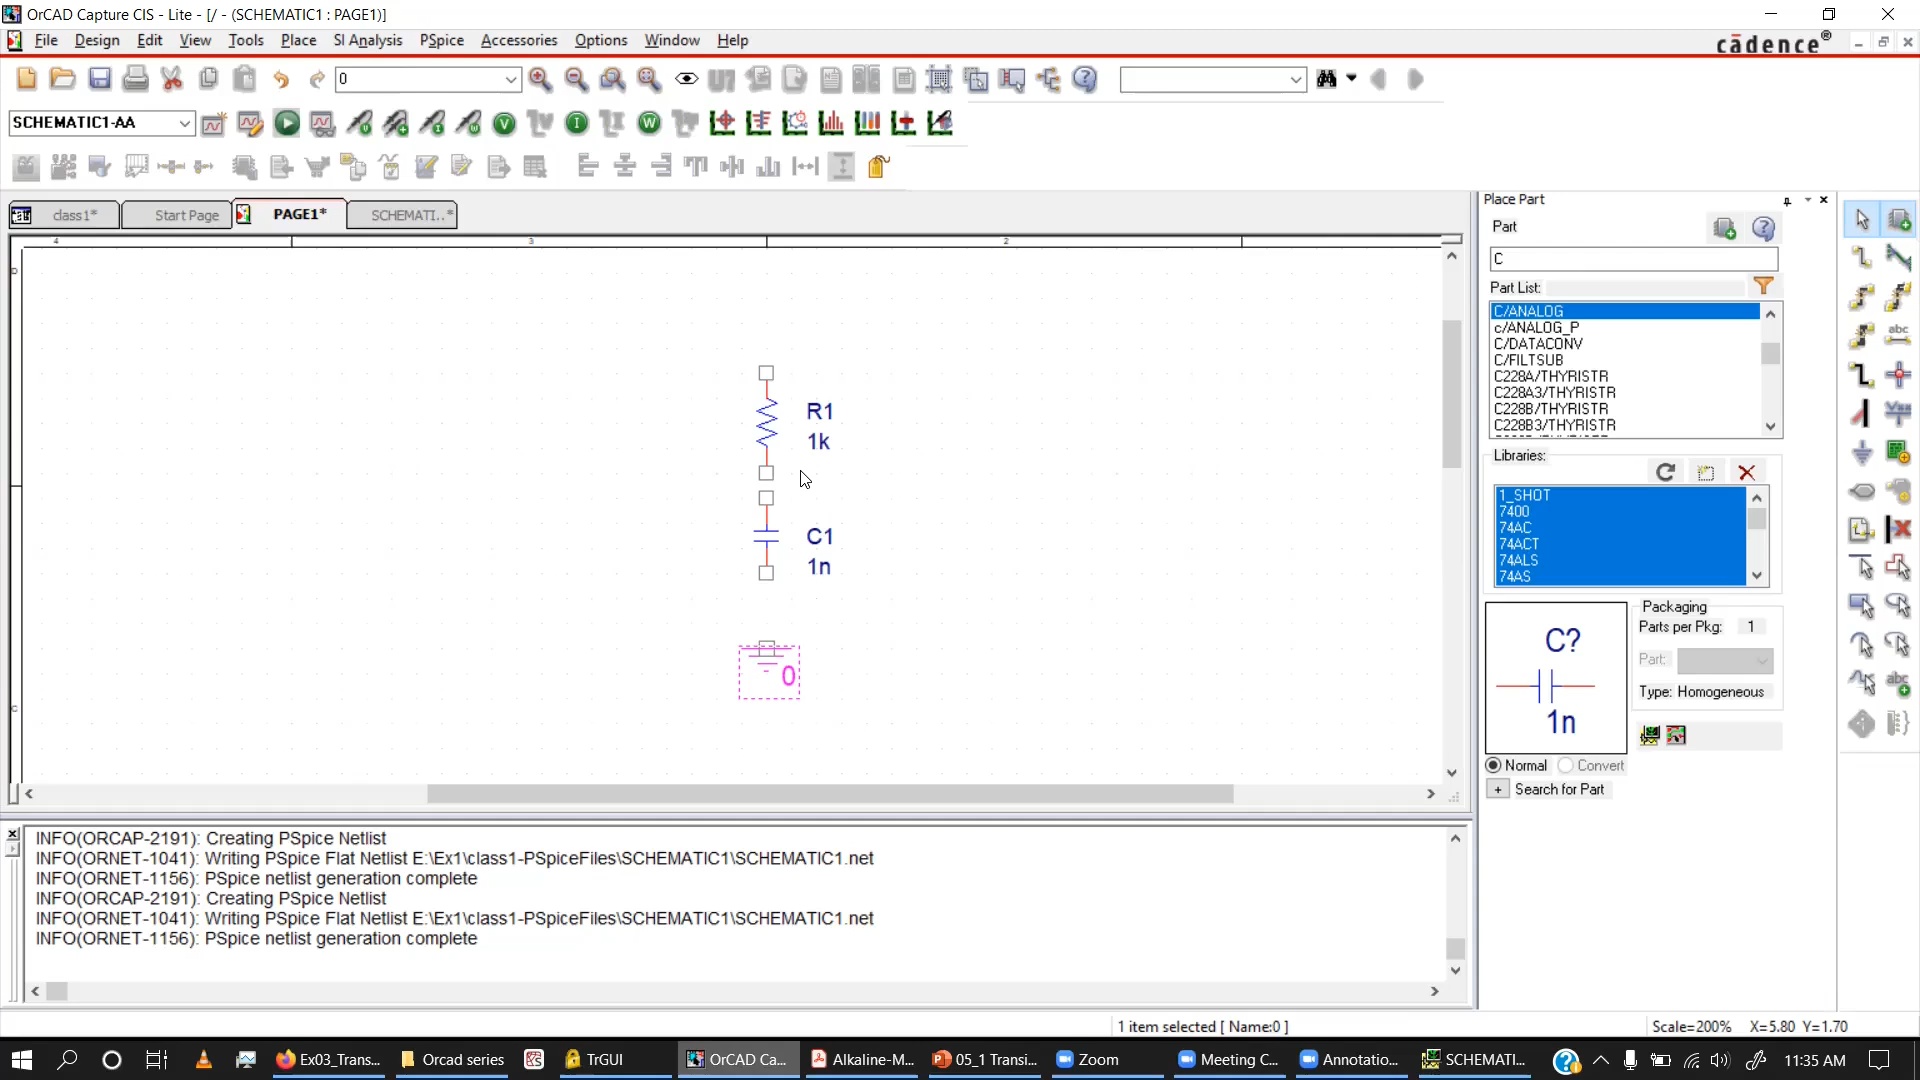 OrCAD Capture CIS - Lite - [/ - (SCHEMATIC1 : PAGE1)]
File Design Edit View Tools Place SI Analysis PSpice Accessories Options Window Help
cādence®
0
SCHEMATIC1-AA
class1*
Start Page
PAGE1*
SCHEMATI..*
4
3
2
D
C
R1
1k
C1
1n
0
Place Part
Part
C
Part List:
C/ANALOG
c/ANALOG_P
C/DATACONV
C/FILTSUB
C228A/THYRISTR
C228A3/THYRISTR
C228B/THYRISTR
C228B3/THYRISTR
Libraries:
1_SHOT
7400
74AC
74ACT
74ALS
74AS
C?
1n
Packaging
Parts per Pkg: 1
Part:
Type: Homogeneous
Normal Convert
+ Search for Part
INFO(ORCAP-2191): Creating PSpice Netlist
INFO(ORNET-1041): Writing PSpice Flat Netlist E:\Ex1\class1-PSpiceFiles\SCHEMATIC1\SCHEMATIC1.net
INFO(ORNET-1156): PSpice netlist generation complete
INFO(ORCAP-2191): Creating PSpice Netlist
INFO(ORNET-1041): Writing PSpice Flat Netlist E:\Ex1\class1-PSpiceFiles\SCHEMATIC1\SCHEMATIC1.net
INFO(ORNET-1156): PSpice netlist generation complete
1 item selected [ Name:0 ]
Scale=200% X=5.80 Y=1.70
Ex03_Trans...
Orcad series
TrGUI
OrCAD Ca...
Alkaline-M...
05_1 Transi...
Zoom
Meeting C...
Annotatio...
SCHEMATI...
11:35 AM